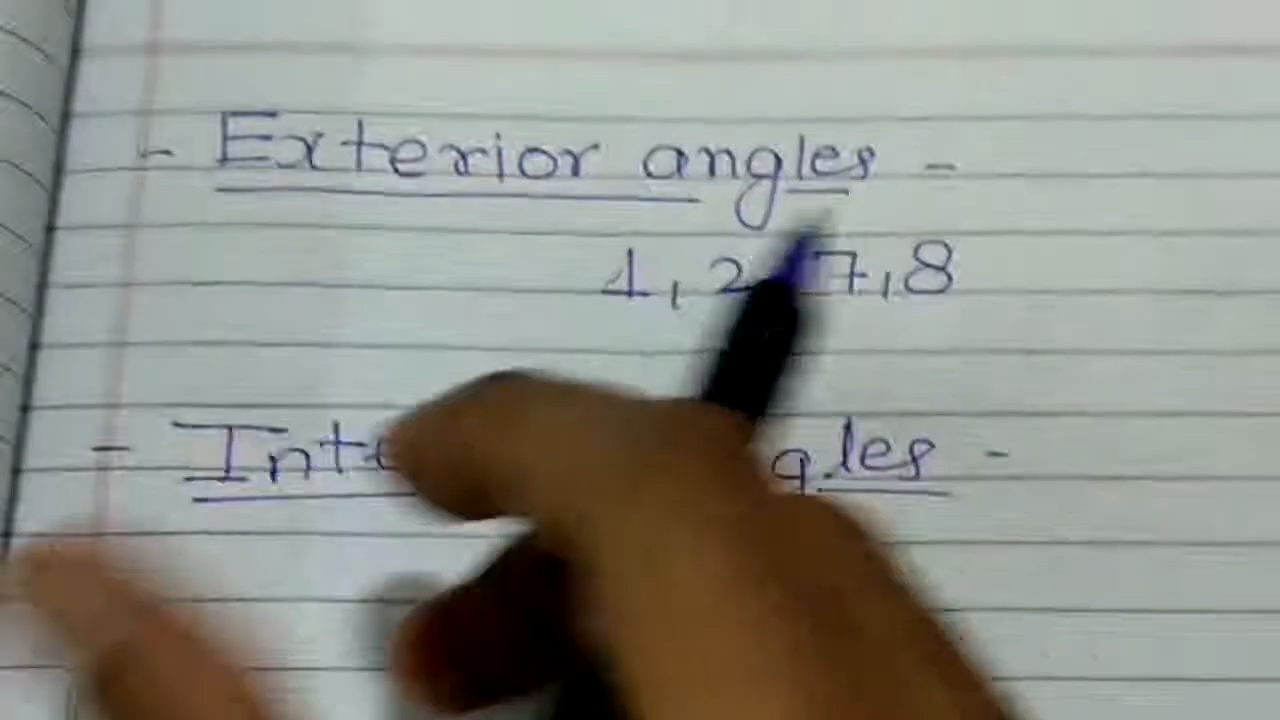 - Exterior angles -
1, 2, 7, 8
-